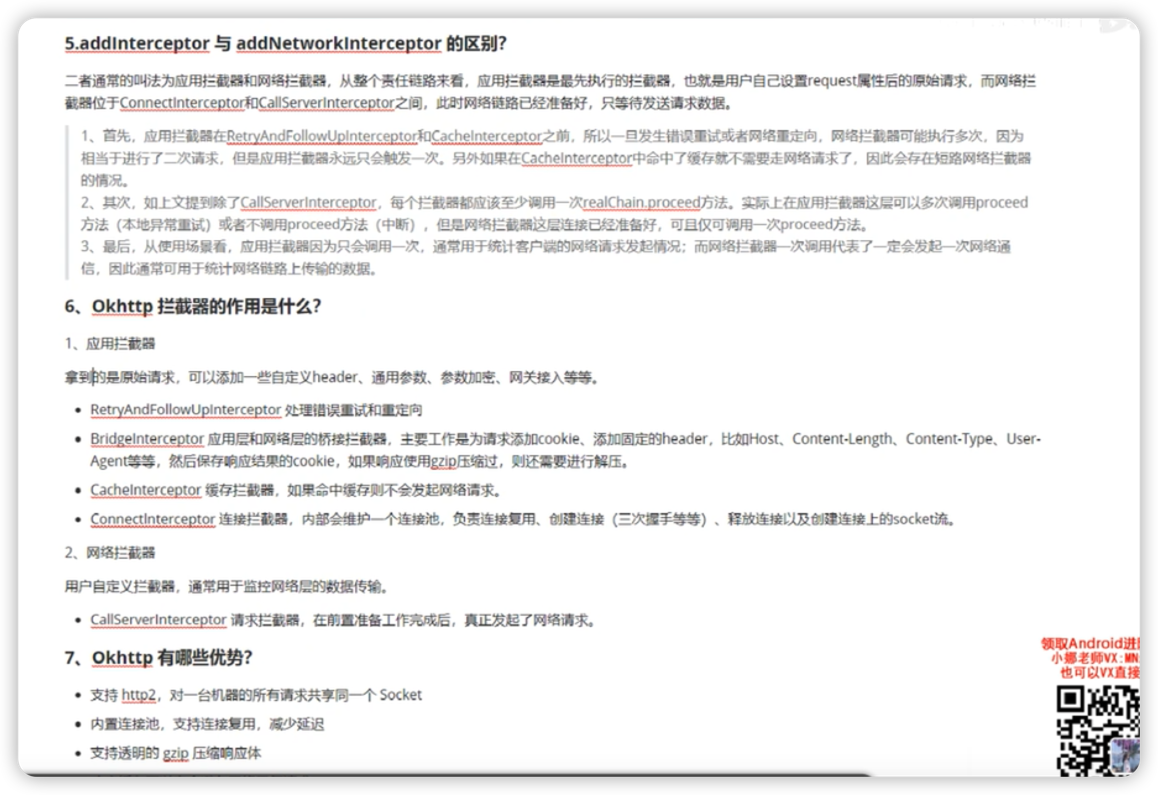 5.addInterceptor 与 addNetworkInterceptor 的区别？
二者通常的叫法为应用拦截器和网络拦截器，从整个责任链路来看，应用拦截器是最先执行的拦截器，也就是用户自己设置request属性后的原始请求，而网络拦
截器位于ConnectInterceptor和CallServerInterceptor之间，此时网络链路已经准备好，只等待发送请求数据。
1、首先，应用拦截器在RetryAndFollowUpInterceptor和CacheInterceptor之前，所以一旦发生错误重试或者网络重定向，网络拦截器可能执行多次，因为
相当于进行了二次请求，但是应用拦截器永远只会触发一次。另外如果在CacheInterceptor中命中了缓存就不需要走网络请求了，因此会存在短路网络拦截器
的情况。
2、其次，如上文提到除了CallServerInterceptor，每个拦截器都应该至少调用一次realChain.proceed方法。实际上在应用拦截器这层可以多次调用proceed
方法（本地异常重试）或者不调用proceed方法（中断），但是网络拦截器这层连接已经准备好，可且仅可调用一次proceed方法。
3、最后，从使用场景看，应用拦截器因为只会调用一次，通常用于统计客户端的网络请求发起情况；而网络拦截器一次调用代表了一定会发起一次网络通
信，因此通常可用于统计网络链路上传输的数据。
6、Okhttp 拦截器的作用是什么？
1、应用拦截器
拿到的是原始请求，可以添加一些自定义header、通用参数、参数加密、网关接入等等。
• RetryAndFollowUpInterceptor 处理错误重试和重定向
• BridgeInterceptor 应用层和网络层的桥接拦截器，主要工作是为请求添加cookie、添加固定的header，比如Host、Content-Length、Content-Type、User-
Agent等等，然后保存响应结果的cookie，如果响应使用gzip压缩过，则还需要进行解压。
• CacheInterceptor 缓存拦截器，如果命中缓存则不会发起网络请求。
• ConnectInterceptor 连接拦截器，内部会维护一个连接池，负责连接复用、创建连接（三次握手等等）、释放连接以及创建连接上的socket流。
2、网络拦截器
用户自定义拦截器，通常用于监控网络层的数据传输。
• CallServerInterceptor 请求拦截器，在前置准备工作完成后，真正发起了网络请求。
7、Okhttp 有哪些优势？
• 支持 http2，对一台机器的所有请求共享同一个 Socket
• 内置连接池，支持连接复用，减少延迟
• 支持透明的 gzip 压缩响应体
领取Android进
小娜老师VX:MN
也可以VX直接